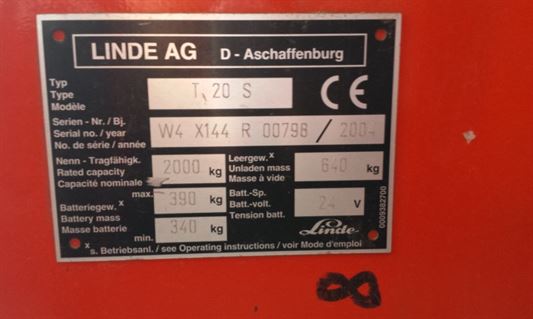 LINDE AG D - Aschaffenburg
Typ
Type
Modèle
T 20 S
CE
Serien - Nr. / Bj.
Serial no. / year
No. de série / année
W4 X144 R 00798 /
Nenn - Tragfähigk.
Rated capacity
Capacité nominale
2000 kg
Leergew. x
Unladen mass
Masse à vide
640 kg
Batteriegew. x
Battery mass
Masse batterie
max. 390 kg
min. 340 kg
Batt.-Sp.
Batt.-volt.
Tension batt.
24 V
Linde
0009382700
x s. Betriebsanl. / see Operating instructions / voir Mode d'emploi